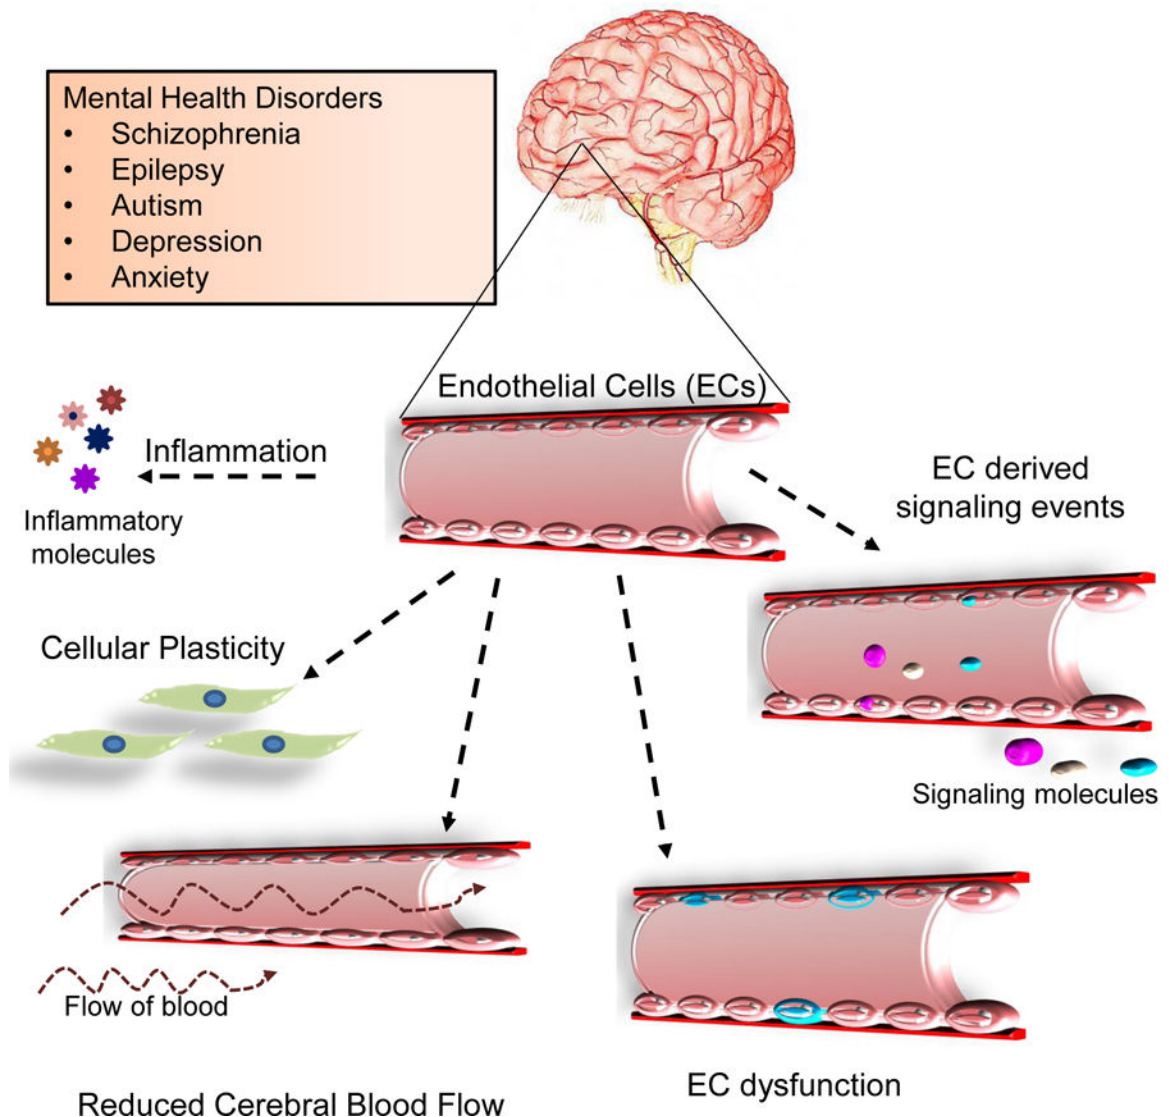 Mental Health Disorders
• Schizophrenia
• Epilepsy
• Autism
• Depression
• Anxiety
Endothelial Cells (ECs)
Inflammation
Inflammatory
molecules
EC derived
signaling events
Cellular Plasticity
Signaling molecules
Flow of blood
EC dysfunction
Reduced Cerebral Blood Flow